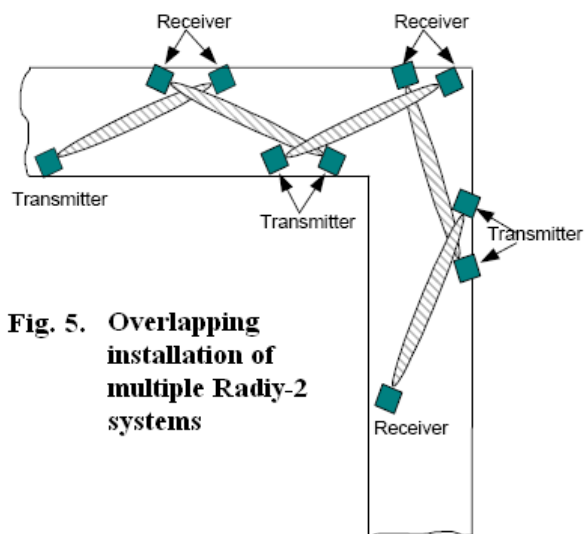 Receiver
Receiver
Transmitter
Transmitter
Transmitter
Fig. 5. Overlapping
installation of
multiple Radiy-2
systems
Receiver